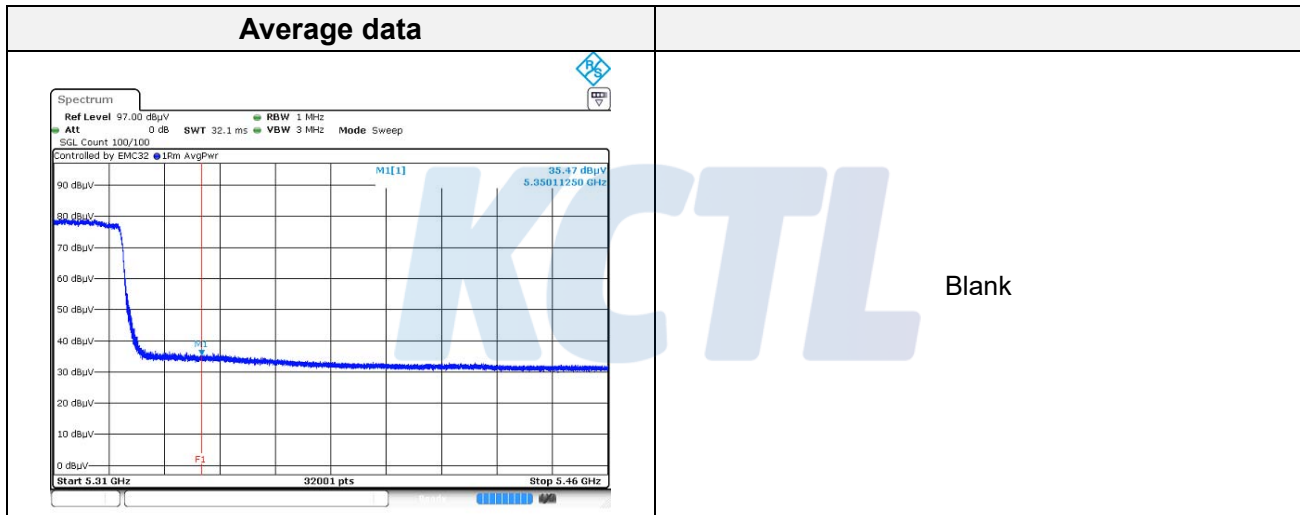 Average data
R&S
Spectrum
Ref Level 97.00 dBµV RBW 1 MHz
Att 0 dB SWT 32.1 ms VBW 3 MHz Mode Sweep
SGL Count 100/100
Controlled by EMC32 1Rm AvgPwr
M1[1] 35.47 dBµV
5.35011250 GHz
90 dBµV
80 dBµV
70 dBµV
60 dBµV
50 dBµV
40 dBµV
M1
30 dBµV
20 dBµV
10 dBµV
F1
0 dBµV
Start 5.31 GHz 32001 pts Stop 5.46 GHz
Ready
Blank
KCTL